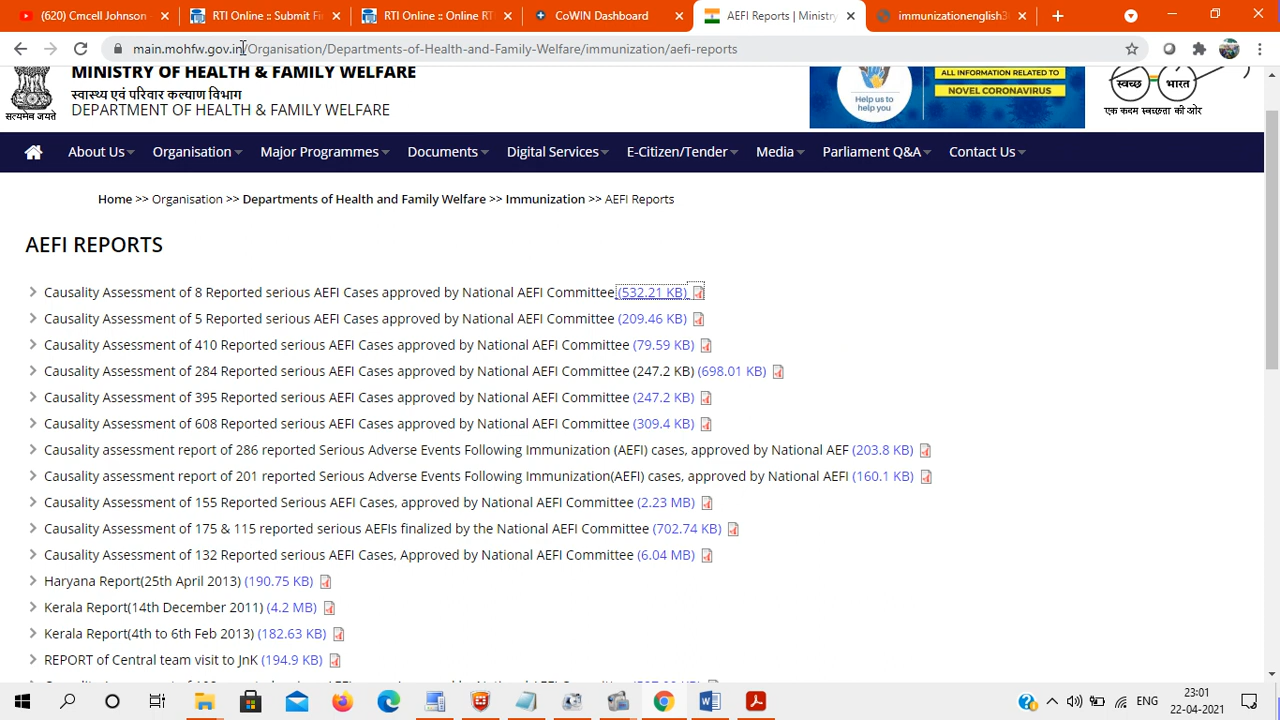 (620) Cmcell Johnson
RTI Online :: Submit Fi
RTI Online :: Online RT
CoWIN Dashboard
AEFI Reports | Ministry
immunizationenglish3
main.mohfw.gov.in/Organisation/Departments-of-Health-and-Family-Welfare/immunization/aefi-reports
सत्यमेव जयते
MINISTRY OF HEALTH & FAMILY WELFARE
स्वास्थ्य एवं परिवार कल्याण विभाग
DEPARTMENT OF HEALTH & FAMILY WELFARE
Help us to
help you
ALL INFORMATION RELATED TO
NOVEL CORONAVIRUS
स्वच्छ भारत
एक कदम स्वच्छता की ओर
About Us
Organisation
Major Programmes
Documents
Digital Services
E-Citizen/Tender
Media
Parliament Q&A
Contact Us
Home >> Organisation >> Departments of Health and Family Welfare >> Immunization >> AEFI Reports
AEFI REPORTS
Causality Assessment of 8 Reported serious AEFI Cases approved by National AEFI Committee (532.21 KB)
Causality Assessment of 5 Reported serious AEFI Cases approved by National AEFI Committee (209.46 KB)
Causality Assessment of 410 Reported serious AEFI Cases approved by National AEFI Committee (79.59 KB)
Causality Assessment of 284 Reported serious AEFI Cases approved by National AEFI Committee (247.2 KB) (698.01 KB)
Causality Assessment of 395 Reported serious AEFI Cases approved by National AEFI Committee (247.2 KB)
Causality Assessment of 608 Reported serious AEFI Cases approved by National AEFI Committee (309.4 KB)
Causality assessment report of 286 reported Serious Adverse Events Following Immunization (AEFI) cases, approved by National AEF (203.8 KB)
Causality assessment report of 201 reported Serious Adverse Events Following Immunization(AEFI) cases, approved by National AEFI (160.1 KB)
Causality Assessment of 155 Reported Serious AEFI Cases, approved by National AEFI Committee (2.23 MB)
Causality Assessment of 175 & 115 reported serious AEFIs finalized by the National AEFI Committee (702.74 KB)
Causality Assessment of 132 Reported serious AEFI Cases, Approved by National AEFI Committee (6.04 MB)
Haryana Report(25th April 2013) (190.75 KB)
Kerala Report(14th December 2011) (4.2 MB)
Kerala Report(4th to 6th Feb 2013) (182.63 KB)
REPORT of Central team visit to JnK (194.9 KB)
ENG
23:01
22-04-2021